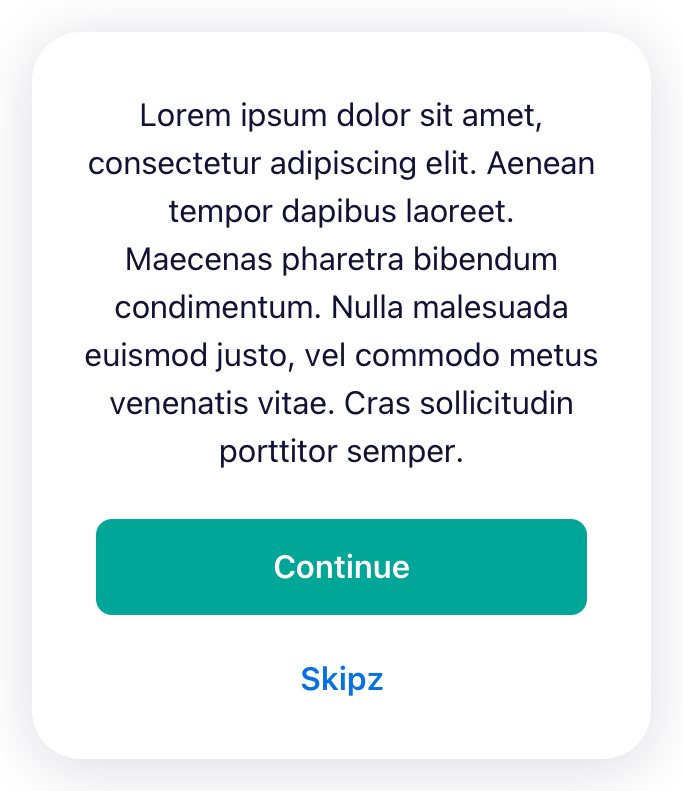 Lorem ipsum dolor sit amet,
consectetur adipiscing elit. Aenean
tempor dapibus laoreet.
Maecenas pharetra bibendum
condimentum. Nulla malesuada
euismod justo, vel commodo metus
venenatis vitae. Cras sollicitudin
porttitor semper.
Continue
Skipz